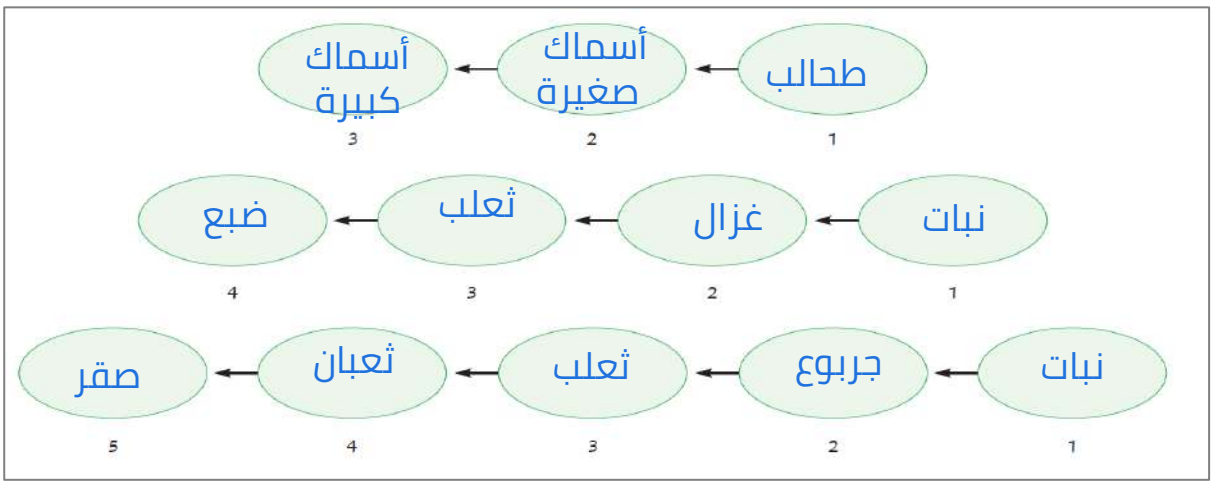 طحالب أسماك صغيرة أسماك كبيرة
1 2 3
نبات غزال ثعلب ضبع
1 2 3 4
نبات جربوع ثعلب ثعبان صقر
1 2 3 4 5